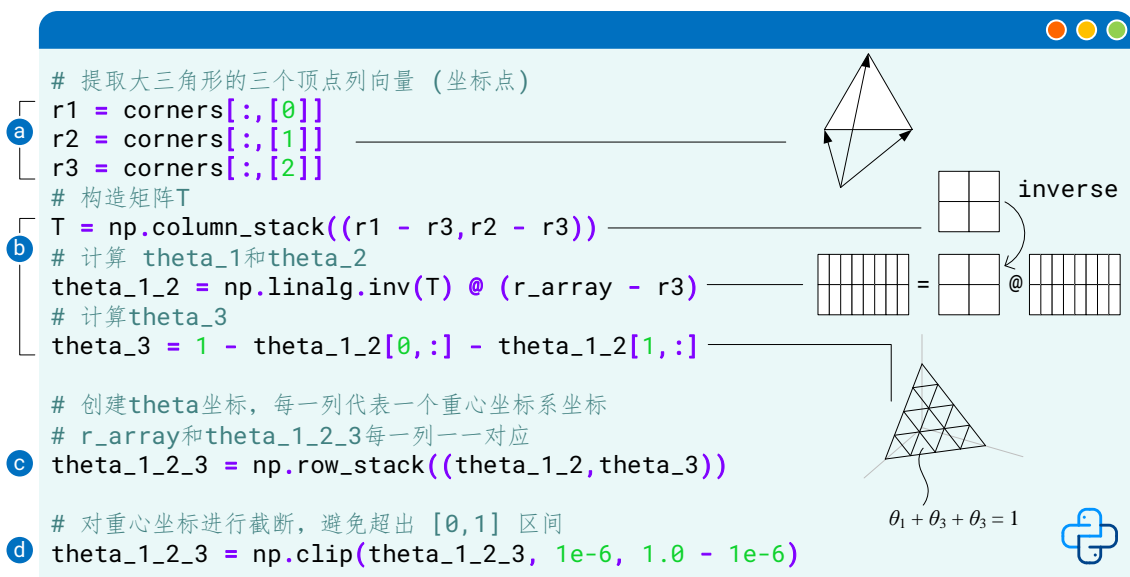 # 提取大三角形的三个顶点列向量 (坐标点)
a
r1 = corners[:,[0]]
r2 = corners[:,[1]]
r3 = corners[:,[2]]
# 构造矩阵T
inverse
b
T = np.column_stack((r1 - r3,r2 - r3))
# 计算 theta_1和theta_2
theta_1_2 = np.linalg.inv(T) @ (r_array - r3)
= @
# 计算theta_3
theta_3 = 1 - theta_1_2[0,:] - theta_1_2[1,:]
# 创建theta坐标, 每一列代表一个重心坐标系坐标
# r_array和theta_1_2_3每一列一一对应
c
theta_1_2_3 = np.row_stack((theta_1_2,theta_3))
θ₁ + θ₃ + θ₃ = 1
# 对重心坐标进行截断, 避免超出 [0,1] 区间
d
theta_1_2_3 = np.clip(theta_1_2_3, 1e-6, 1.0 - 1e-6)